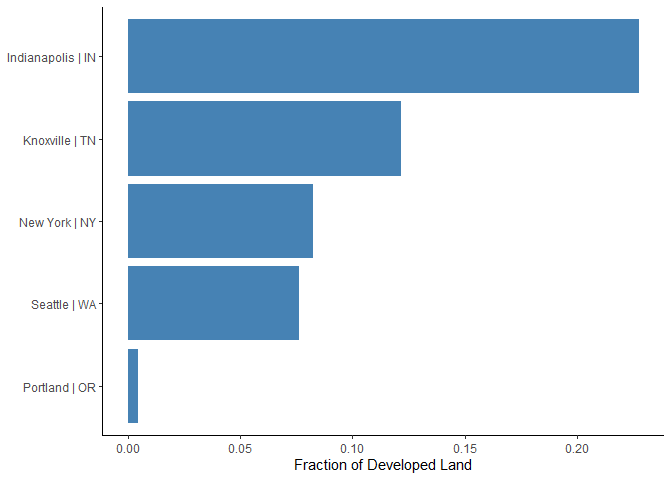 Indianapolis | IN
Knoxville | TN
New York | NY
Seattle | WA
Portland | OR
0.00 0.05 0.10 0.15 0.20
Fraction of Developed Land